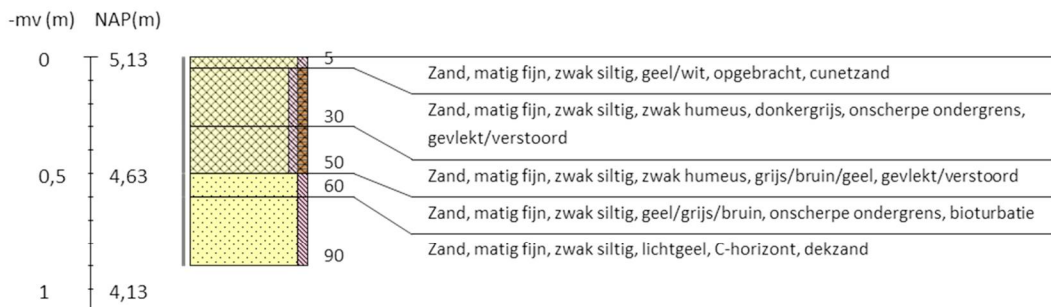 -mv (m) NAP(m)
0 5,13
5
Zand, matig fijn, zwak siltig, geel/wit, opgebracht, cunetzand
Zand, matig fijn, zwak siltig, zwak humeus, donkergrijs, onscherpe ondergrens,
30
gevlekt/verstoord
50
0,5 4,63
Zand, matig fijn, zwak siltig, zwak humeus, grijs/bruin/geel, gevlekt/verstoord
60
Zand, matig fijn, zwak siltig, geel/grijs/bruin, onscherpe ondergrens, bioturbatie
Zand, matig fijn, zwak siltig, lichtgeel, C-horizont, dekzand
90
1 4,13